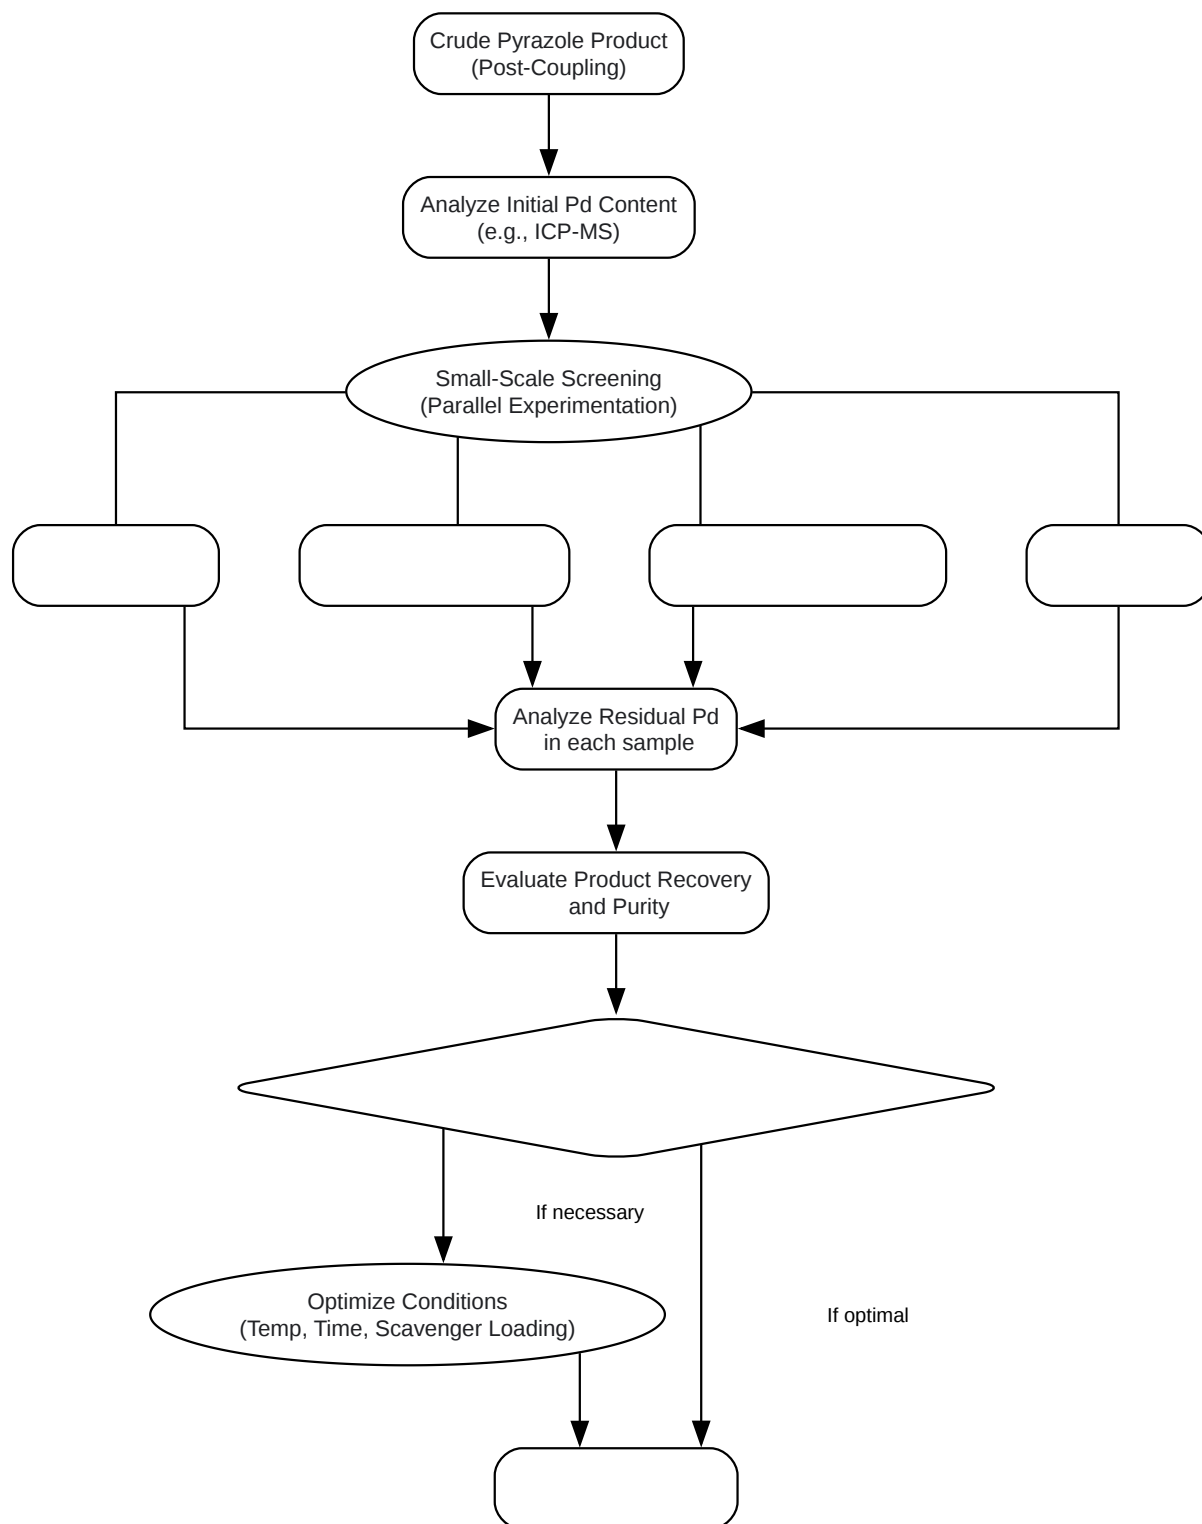 Crude Pyrazole Product
(Post-Coupling)
Analyze Initial Pd Content
(e.g., ICP-MS)
Small-Scale Screening
(Parallel Experimentation)
Analyze Residual Pd
in each sample
Evaluate Product Recovery
and Purity
If necessary
Optimize Conditions
(Temp, Time, Scavenger Loading)
If optimal